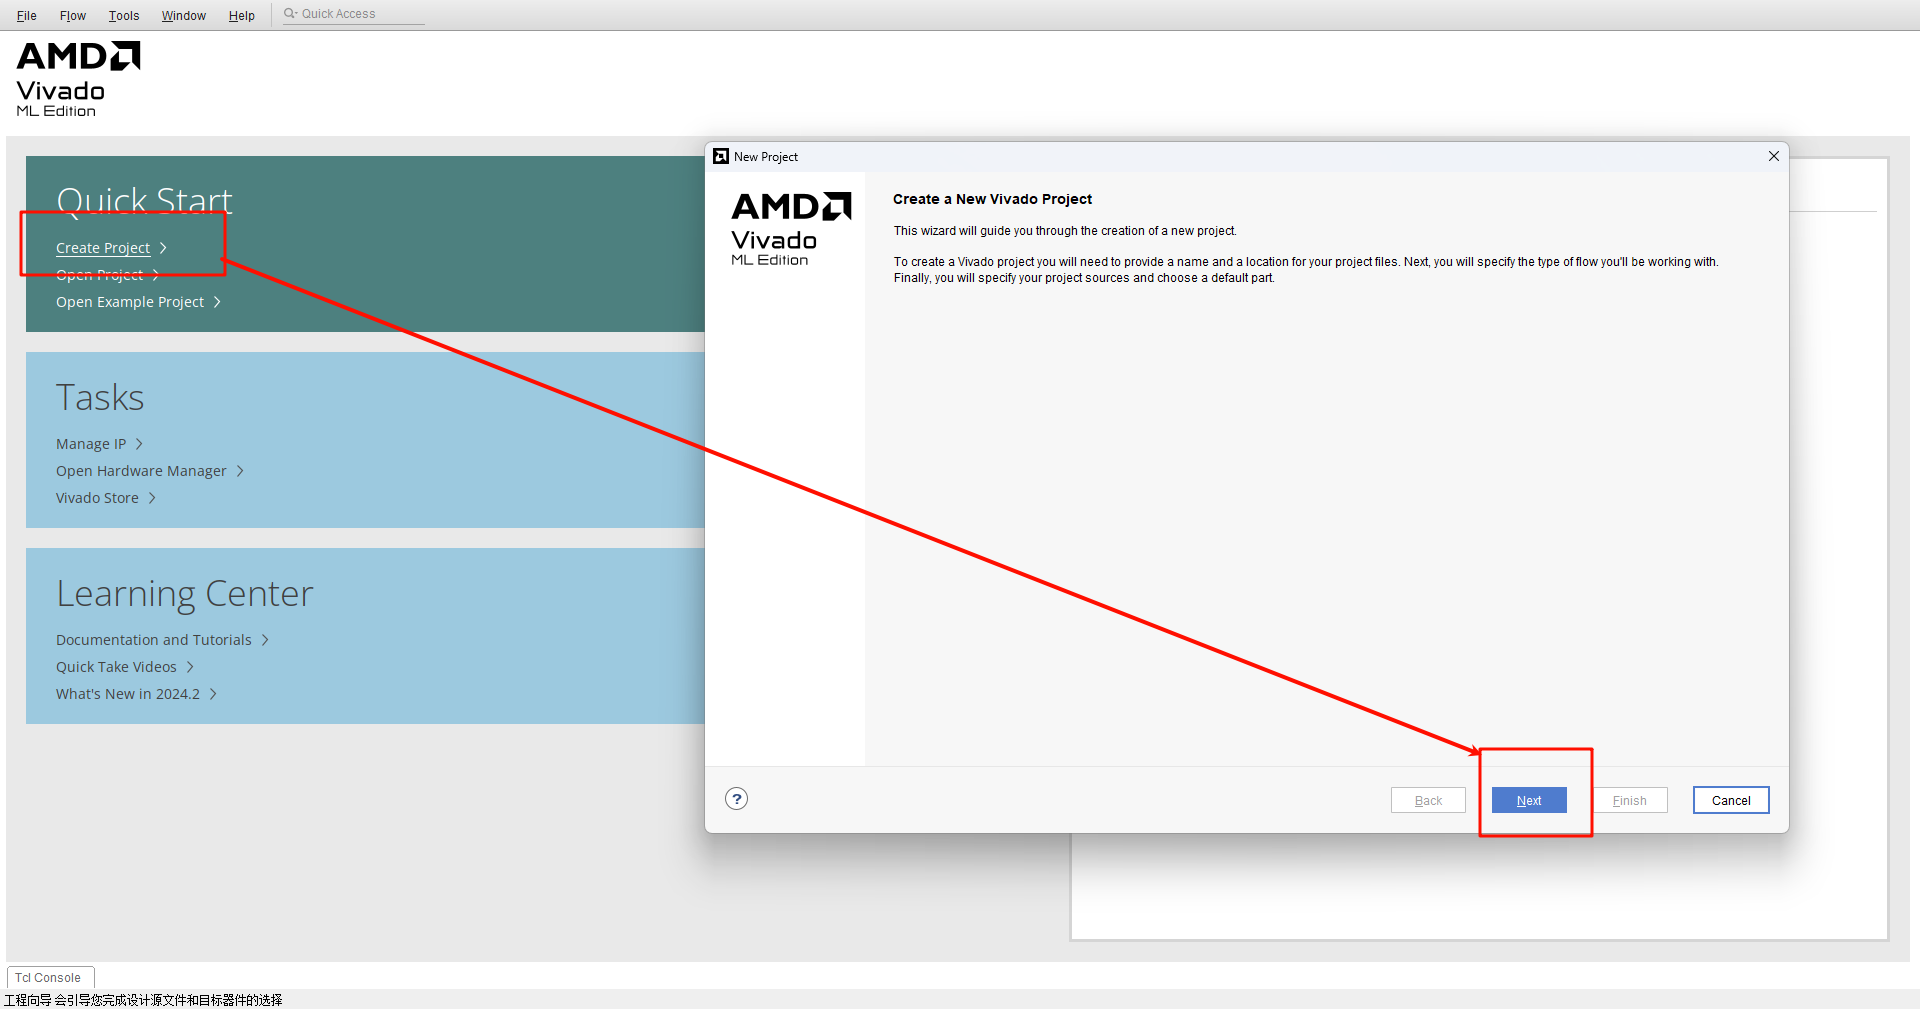 File Flow Tools Window Help Quick Access
AMD
Vivado
ML Edition
Quick Start
Create Project
Open Project
Open Example Project
Tasks
Manage IP
Open Hardware Manager
Vivado Store
Learning Center
Documentation and Tutorials
Quick Take Videos
What's New in 2024.2
New Project
AMD
Vivado
ML Edition
Create a New Vivado Project
This wizard will guide you through the creation of a new project.
To create a Vivado project you will need to provide a name and a location for your project files. Next, you will specify the type of flow you'll be working with.
Finally, you will specify your project sources and choose a default part.
?
Back Next Finish Cancel
Tcl Console
工程向导 会引导您完成设计源文件和目标器件的选择